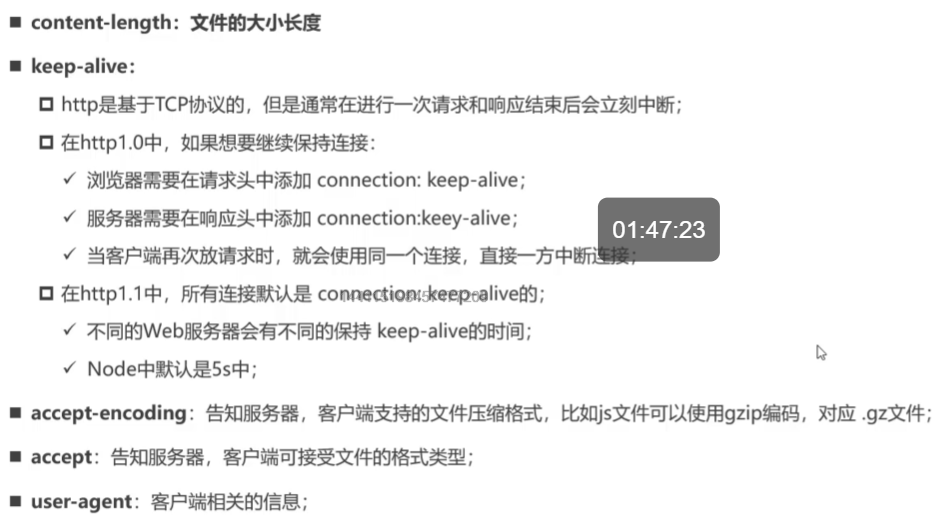 content-length：文件的大小长度
keep-alive：
http是基于TCP协议的，但是通常在进行一次请求和响应结束后会立刻中断；
在http1.0中，如果想要继续保持连接：
浏览器需要在请求头中添加 connection: keep-alive；
服务器需要在响应头中添加 connection:keey-alive；
当客户端再次放请求时，就会使用同一个连接，直接一方中断连接；
01:47:23
在http1.1中，所有连接默认是 connection: keep-alive的；
不同的Web服务器会有不同的保持 keep-alive的时间；
Node中默认是5s中；
accept-encoding：告知服务器，客户端支持的文件压缩格式，比如js文件可以使用gzip编码，对应 .gz文件；
accept：告知服务器，客户端可接受文件的格式类型；
user-agent：客户端相关的信息；